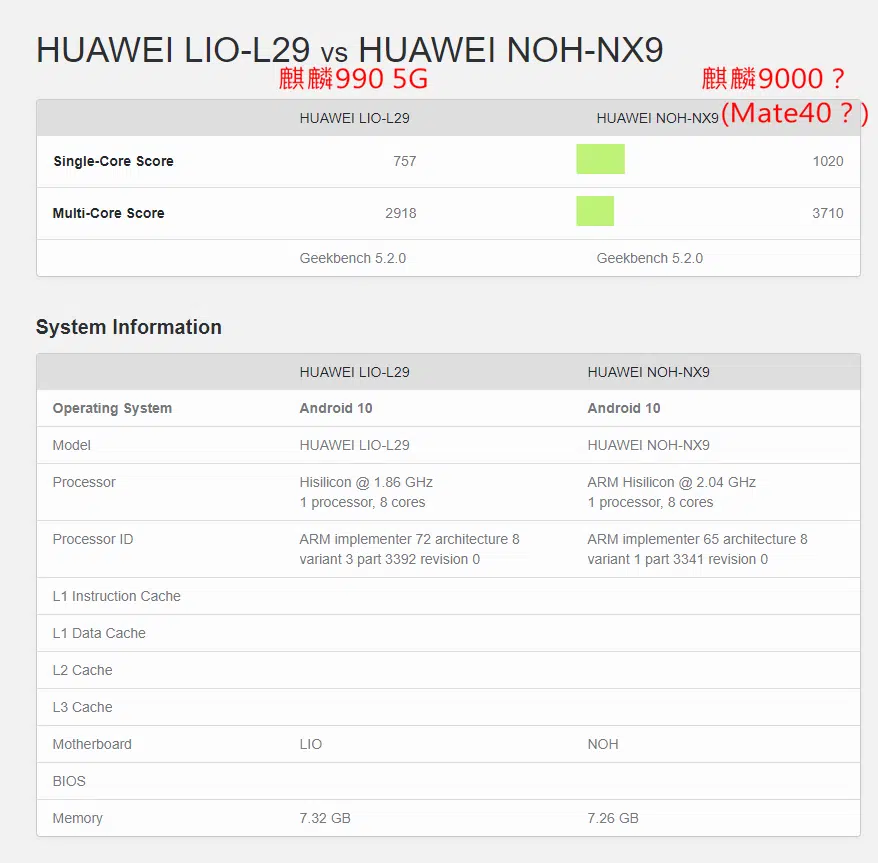 HUAWEI LIO-L29 vs HUAWEI NOH-NX9
麒麟990 5G
麒麟9000？
(Mate40？)
HUAWEI LIO-L29 HUAWEI NOH-NX9
Single-Core Score 757 1020
Multi-Core Score 2918 3710
Geekbench 5.2.0 Geekbench 5.2.0
System Information
HUAWEI LIO-L29 HUAWEI NOH-NX9
Operating System Android 10 Android 10
Model HUAWEI LIO-L29 HUAWEI NOH-NX9
Processor Hisilicon @ 1.86 GHz ARM Hisilicon @ 2.04 GHz
1 processor, 8 cores 1 processor, 8 cores
Processor ID ARM implementer 72 architecture 8 ARM implementer 65 architecture 8
variant 3 part 3392 revision 0 variant 1 part 3341 revision 0
L1 Instruction Cache
L1 Data Cache
L2 Cache
L3 Cache
Motherboard LIO NOH
BIOS
Memory 7.32 GB 7.26 GB